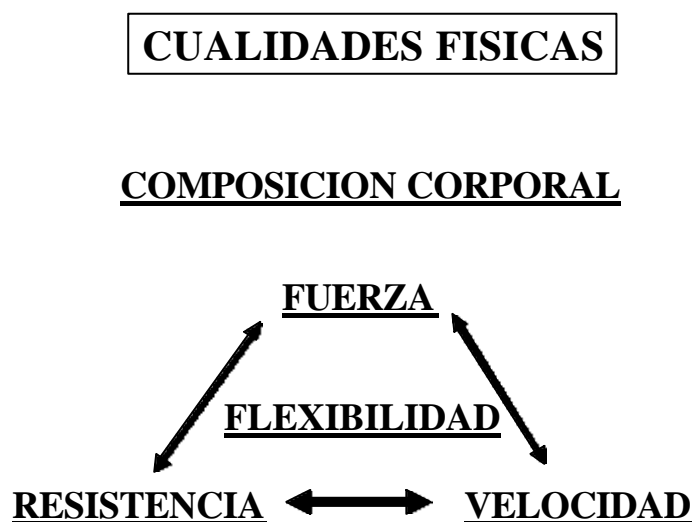 CUALIDADES FISICAS
COMPOSICION CORPORAL
FUERZA
FLEXIBILIDAD
RESISTENCIA VELOCIDAD